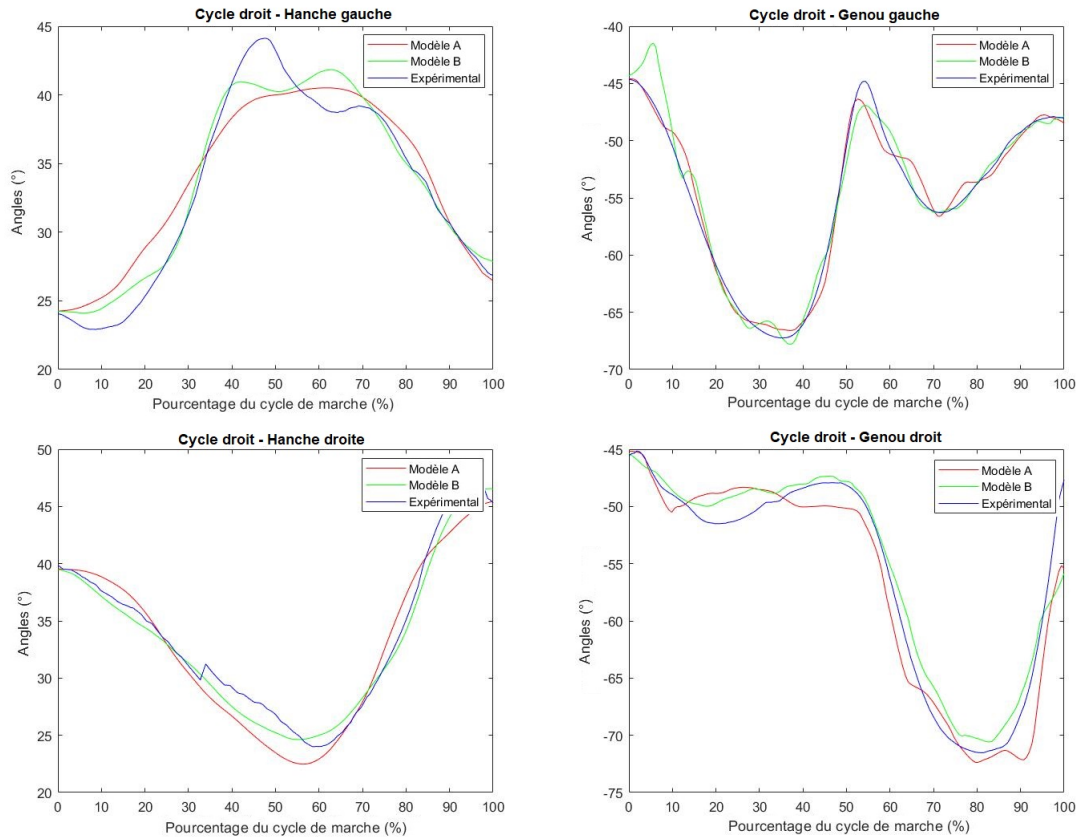 Cycle droit - Hanche gauche
45
40
35
30
25
20
Angles (°)
0 10 20 30 40 50 60 70 80 90 100
Pourcentage du cycle de marche (%)
Modèle A
Modèle B
Expérimental
Cycle droit - Genou gauche
-40
-45
-50
-55
-60
-65
-70
Angles (°)
0 10 20 30 40 50 60 70 80 90 100
Pourcentage du cycle de marche (%)
Modèle A
Modèle B
Expérimental
Cycle droit - Hanche droite
50
45
40
35
30
25
20
Angles (°)
0 10 20 30 40 50 60 70 80 90 100
Pourcentage du cycle de marche (%)
Modèle A
Modèle B
Expérimental
Cycle droit - Genou droit
-45
-50
-55
-60
-65
-70
-75
Angles (°)
0 10 20 30 40 50 60 70 80 90 100
Pourcentage du cycle de marche (%)
Modèle A
Modèle B
Expérimental